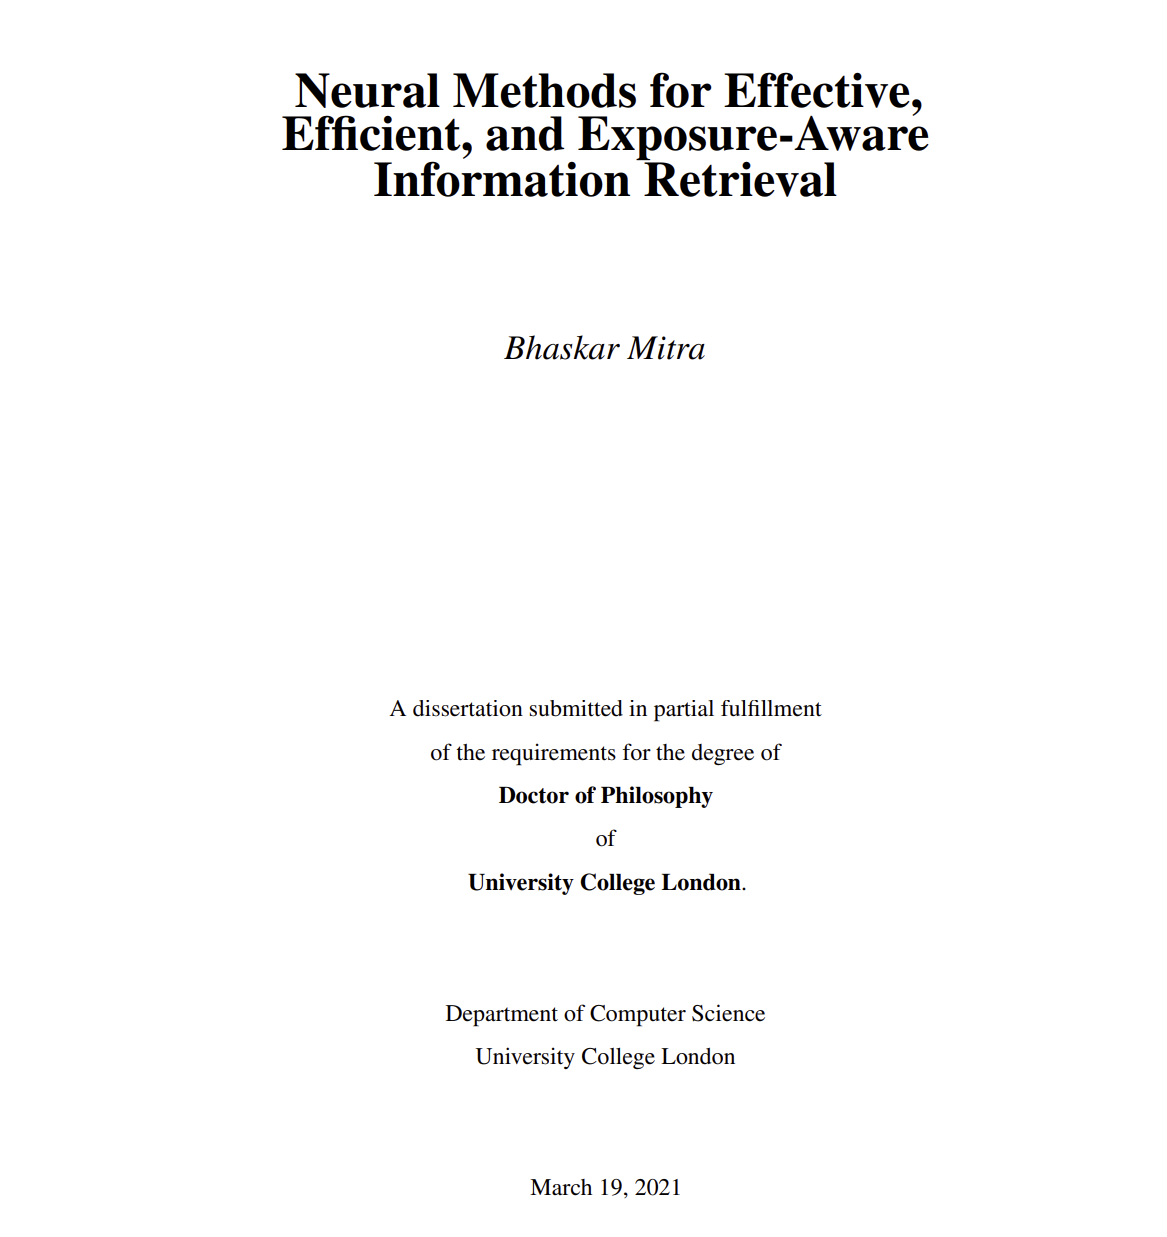 Neural Methods for Effective,
Efficient, and Exposure-Aware
Information Retrieval
Bhaskar Mitra
A dissertation submitted in partial fulfillment
of the requirements for the degree of
Doctor of Philosophy
of
University College London.
Department of Computer Science
University College London
March 19, 2021